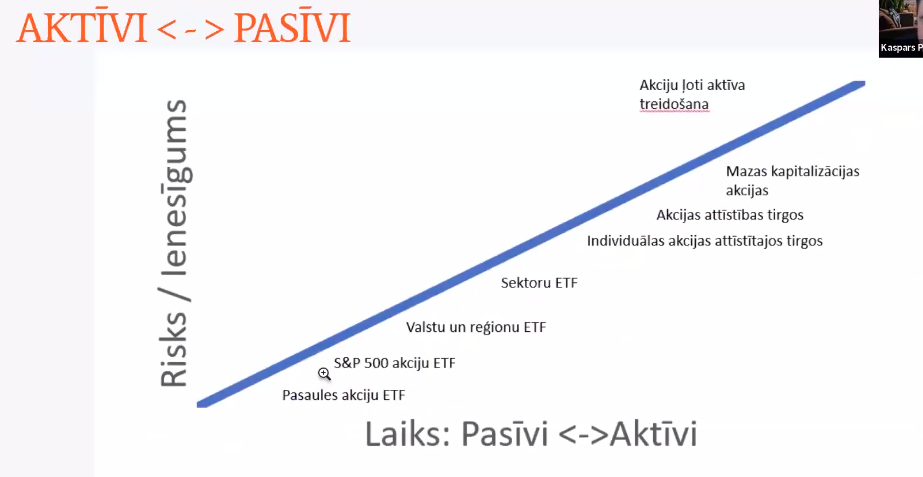 AKTĪVI < - > PASĪVI
Kaspars P
Akciju ļoti aktīva
treidošana
Risks / Ienesīgums
Mazas kapitalizācijas
akcijas
Akcijas attīstības tirgos
Individuālas akcijas attīstītajos tirgos
Sektoru ETF
Valstu un reģionu ETF
S&P 500 akciju ETF
Pasaules akciju ETF
Laiks: Pasīvi <->Aktīvi